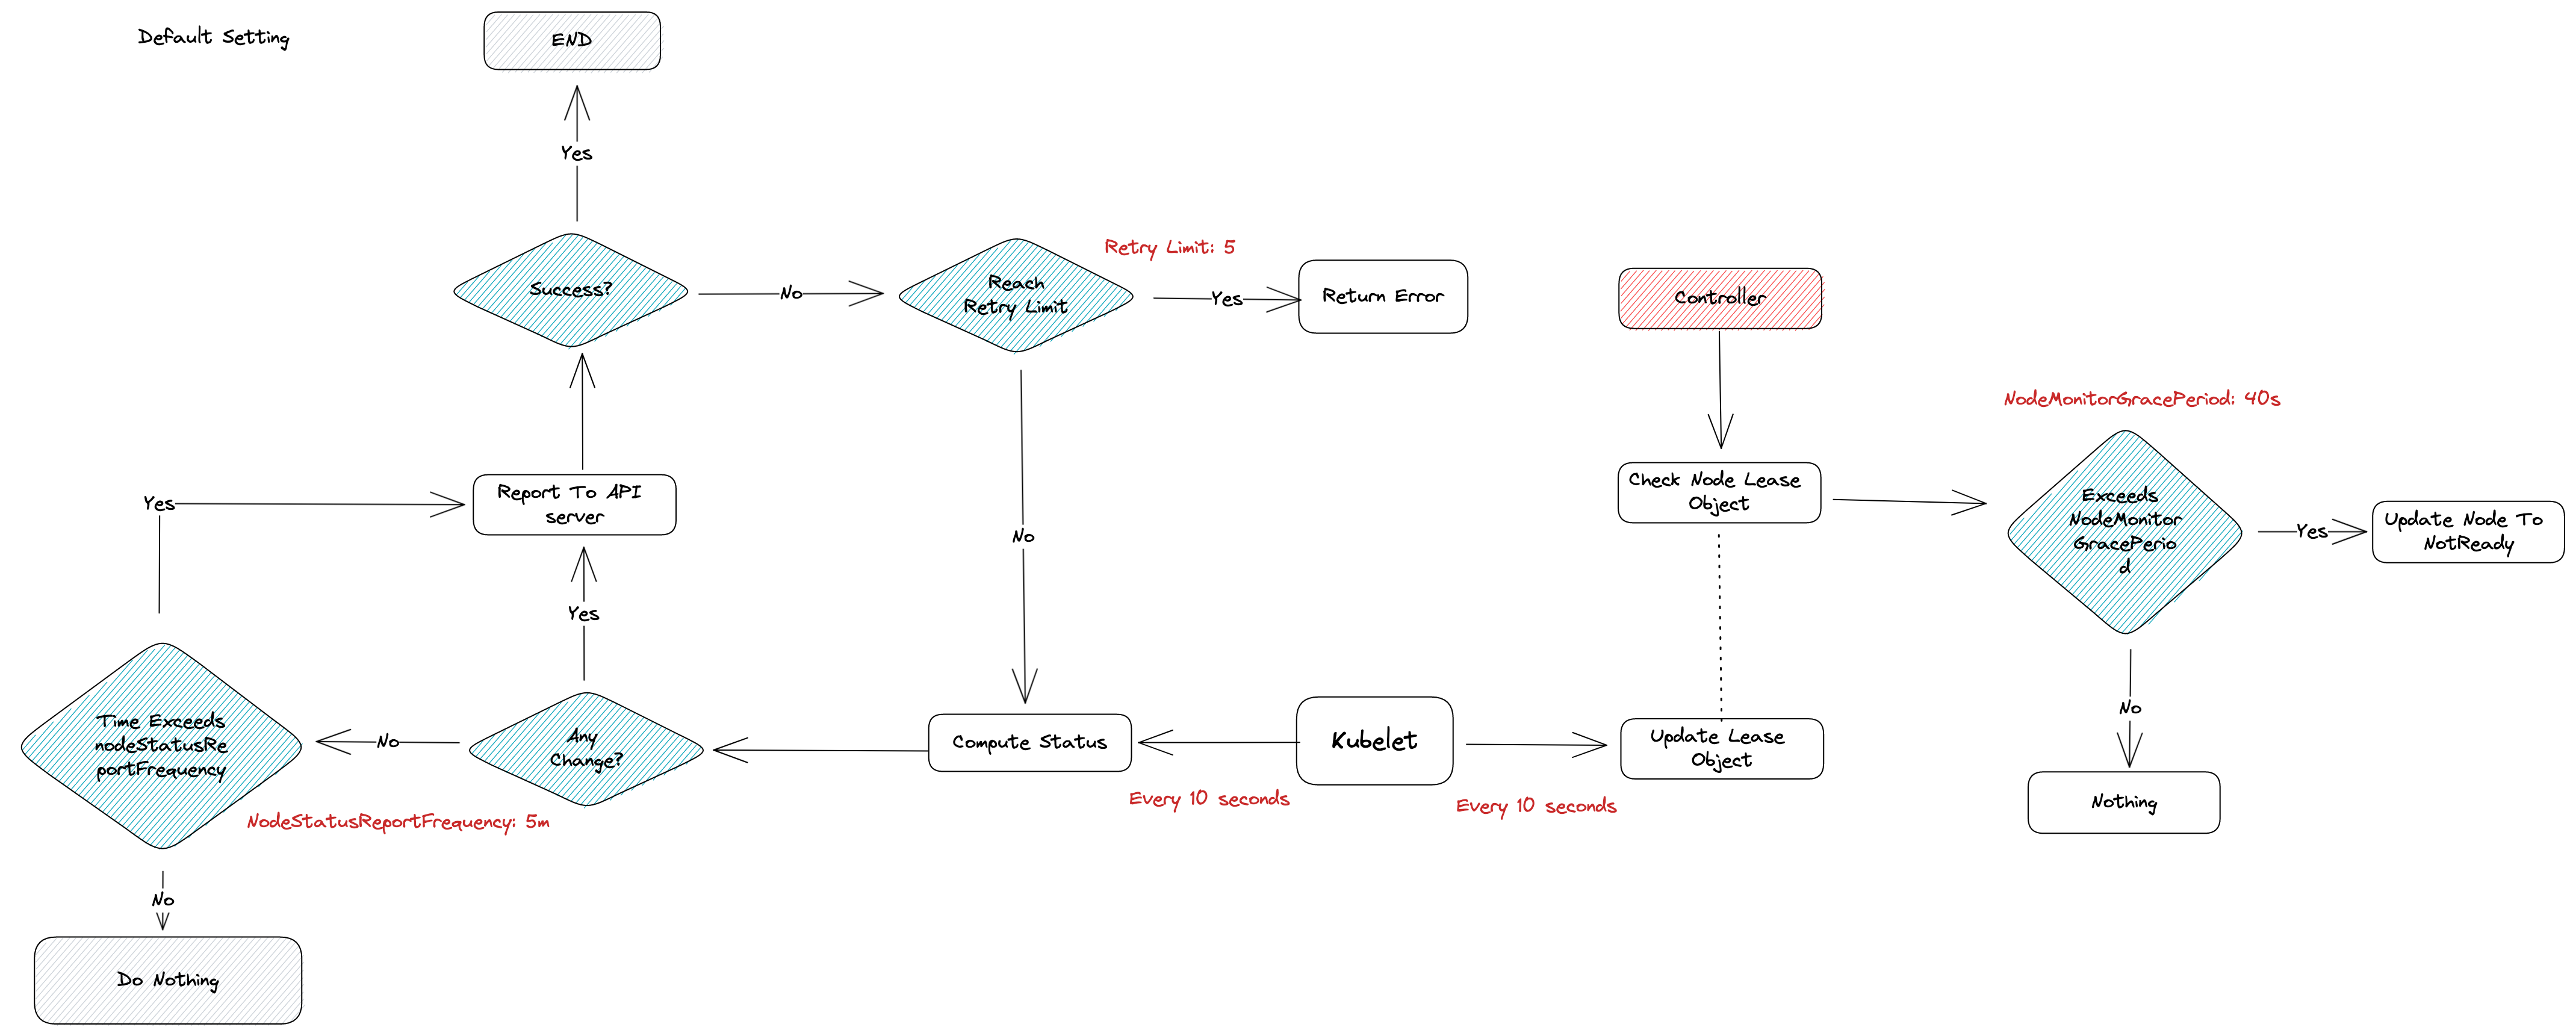 Default Setting
END
Yes
Success?
No
Reach
Retry Limit
Retry Limit: 5
Yes
Return Error
Controller
NodeMonitorGracePeriod: 40s
Yes
Report To API
server
Check Node Lease
Object
Exceeds
NodeMonitor
GracePerio
d
Yes
Update Node To
NotReady
No
Yes
No
Time Exceeds
nodeStatusRe
portFrequency
No
Any
Change?
Compute Status
Kubelet
Update Lease
Object
Every 10 seconds
Every 10 seconds
Nothing
NodeStatusReportFrequency: 5m
No
Do Nothing